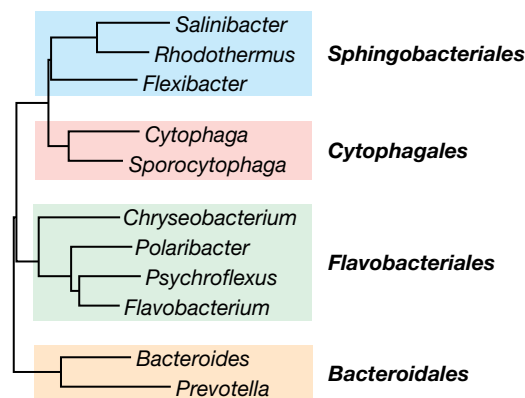 Salinibacter
Rhodothermus
Flexibacter
Sphingobacteriales
Cytophaga
Sporocytophaga
Cytophagales
Chryseobacterium
Polaribacter
Psychroflexus
Flavobacterium
Flavobacteriales
Bacteroides
Prevotella
Bacteroidales